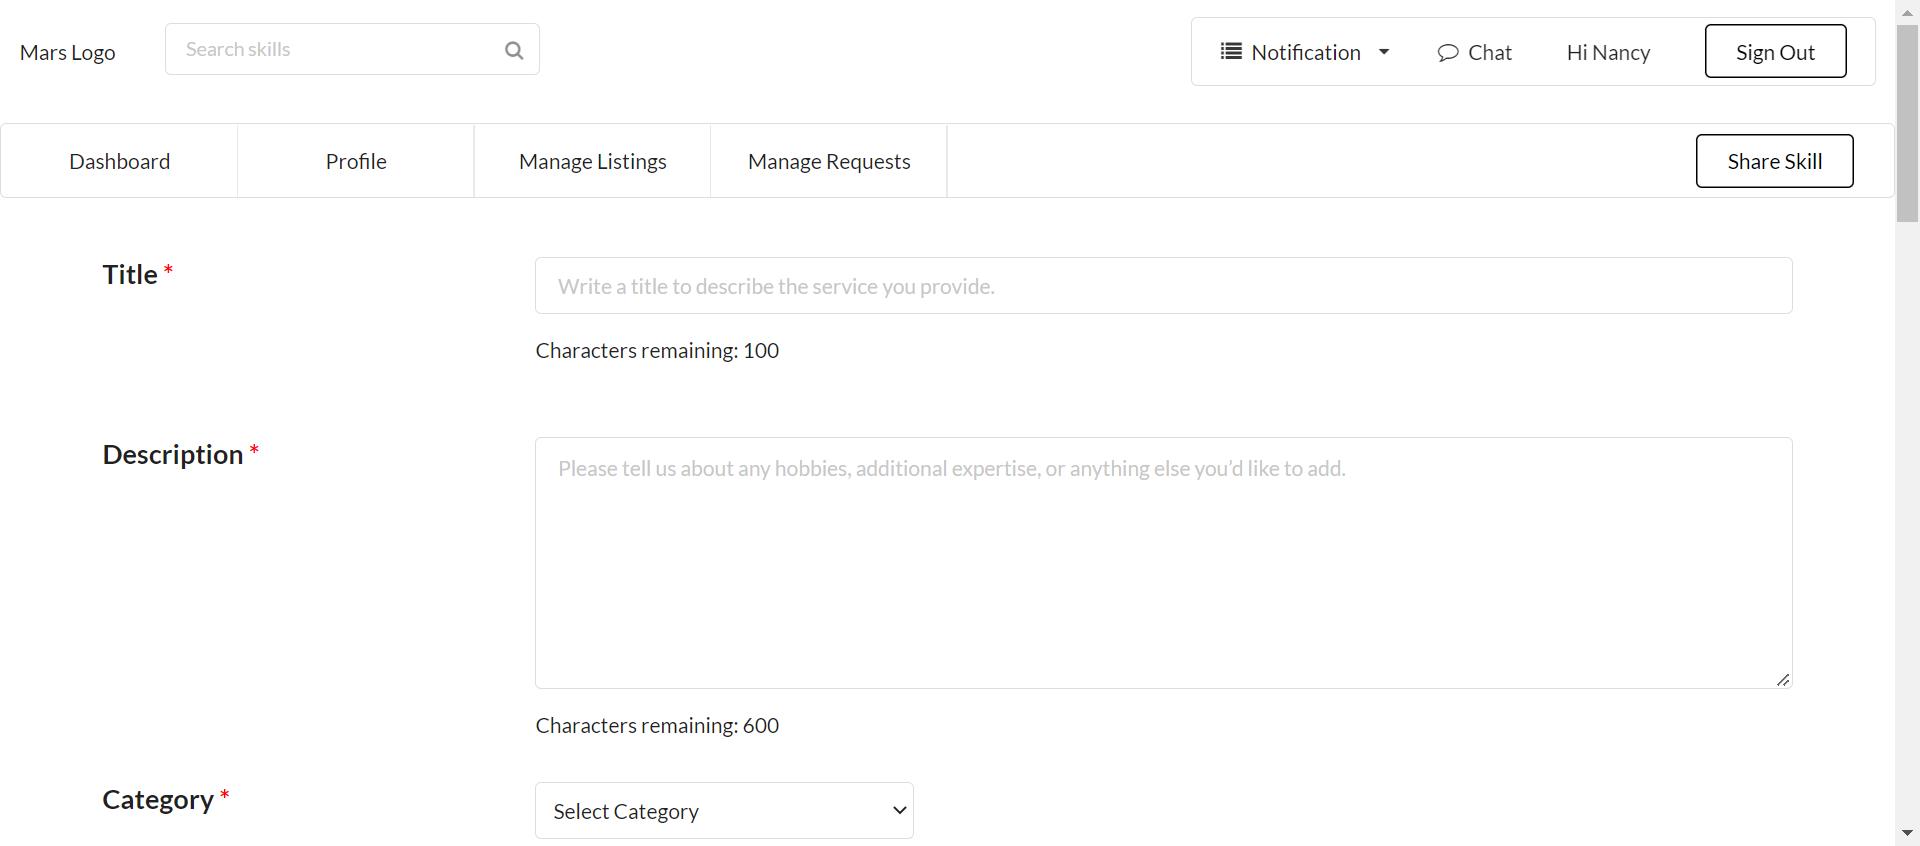 Mars Logo
Search skills
Notification
Chat
Hi Nancy
Sign Out
Dashboard
Profile
Manage Listings
Manage Requests
Share Skill
Title *
Write a title to describe the service you provide.
Characters remaining: 100
Description *
Please tell us about any hobbies, additional expertise, or anything else you’d like to add.
Characters remaining: 600
Category *
Select Category